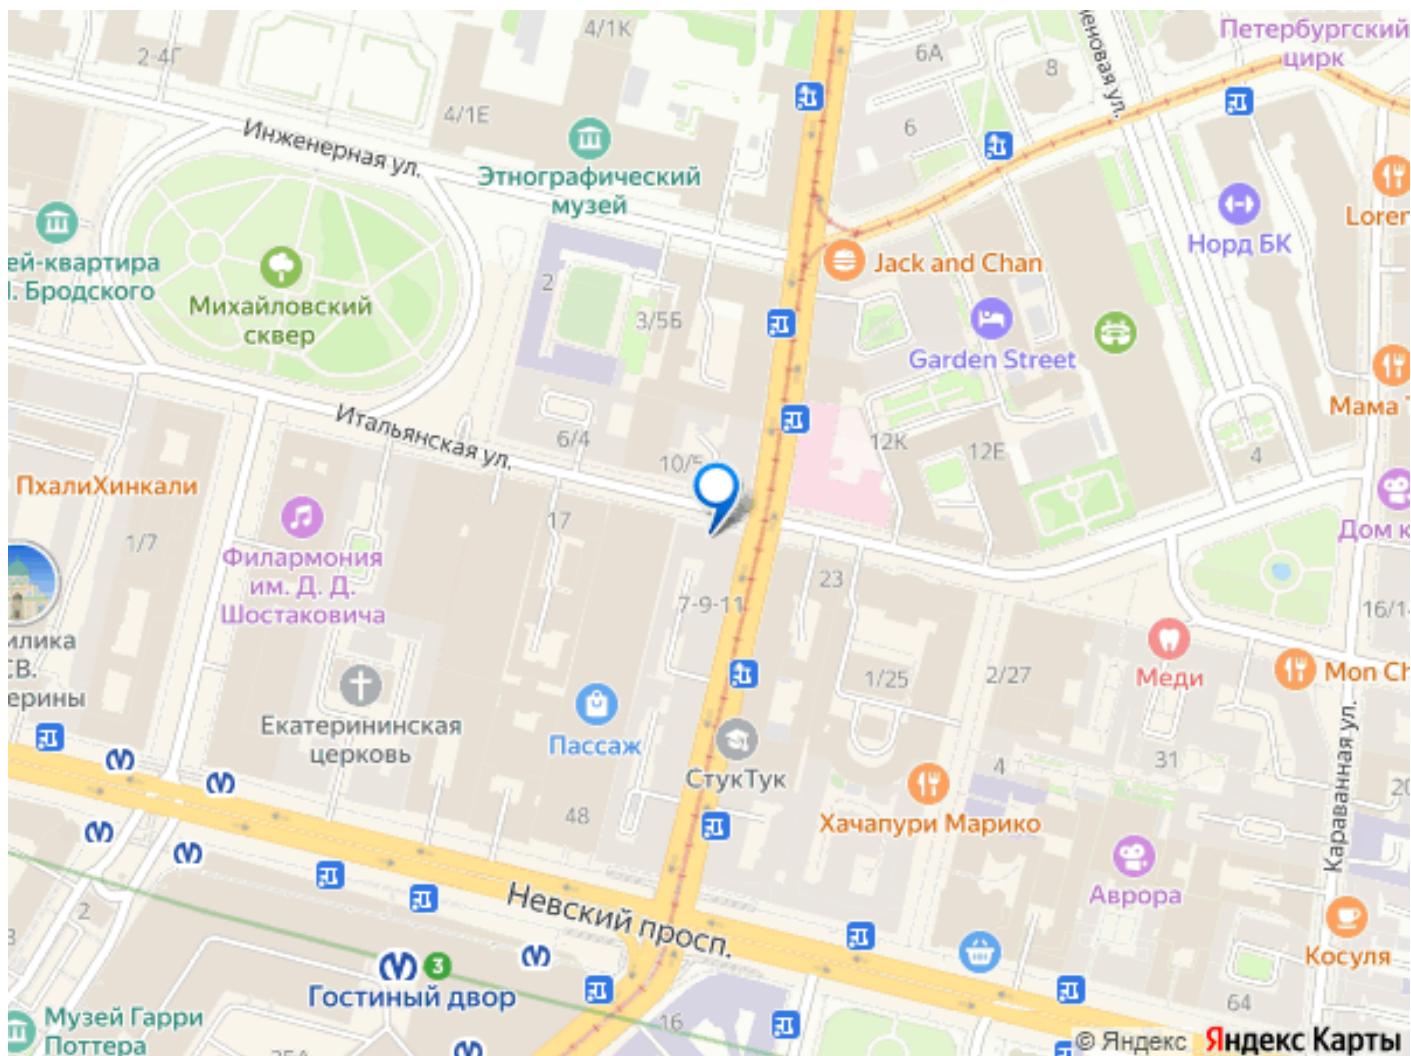 4/1К
Петербургский
цирк
2-4Г
6А
8
4/1Е
6
Инженерная ул.
Этнографический
музей
Норд БК
ей-квартира
Бродского
Jack and Chan
2
Михайловский
сквер
3/5Б
Garden Street
Мама
Итальянская ул.
6/4
10/5
12К
12Е
4
ПхалиХинкали
17
1/7
Филармония
им. Д. Д.
Шостаковича
23
7-9-11
16/1
Дом к
илика
СВ.
ерины
1/25
2/27
Меди
Mon Ch
Екатерининская
церковь
Пассаж
СтукТук
4
31
20
Хачапури Марико
48
Караванная ул.
Аврора
Невский просп.
2
3
Косуля
Гостиный двор
64
Музей Гарри
Поттера
16
© Яндекс Яндекс Карты